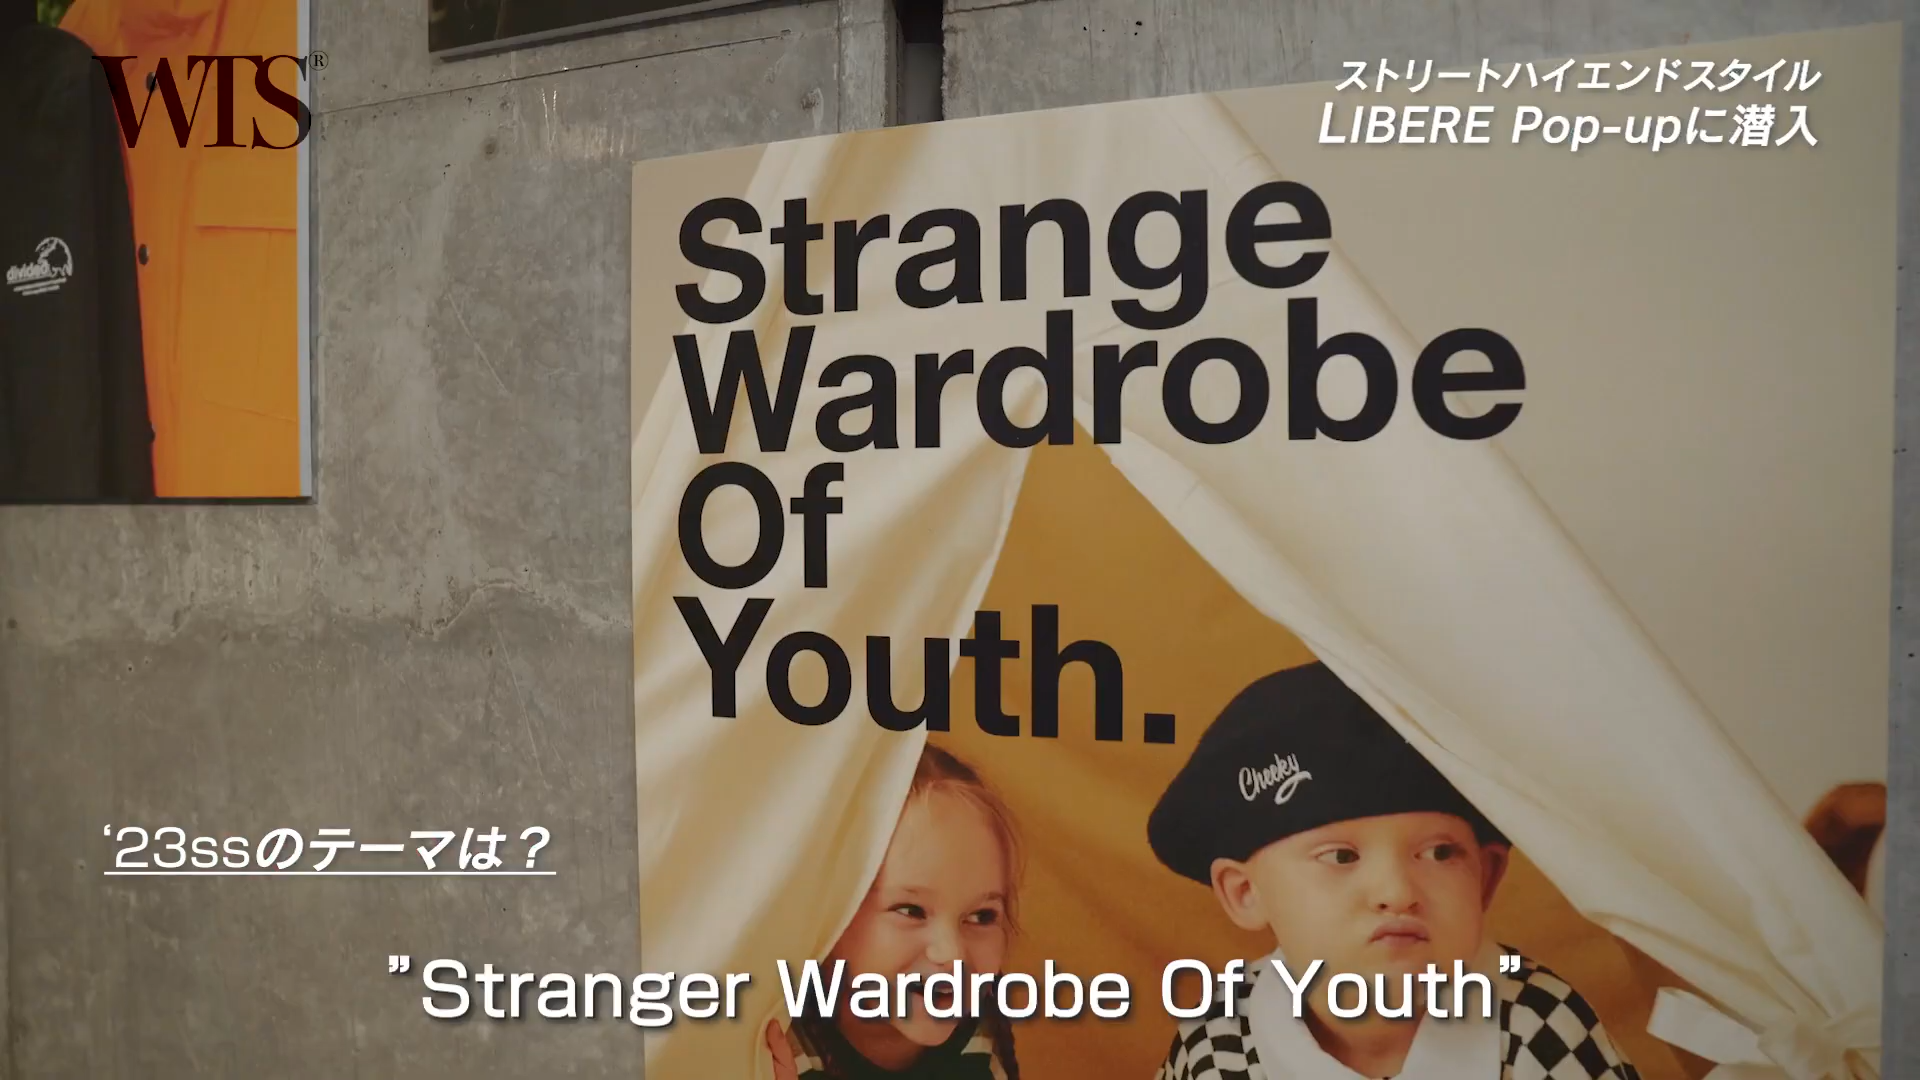 WTS®
ストリートハイエンドスタイル
LIBERE Pop-upに潜入
divided
Strange
Wardrobe
Of
Youth.
Cheeky
‘23ssのテーマは？
”Stranger Wardrobe Of Youth”